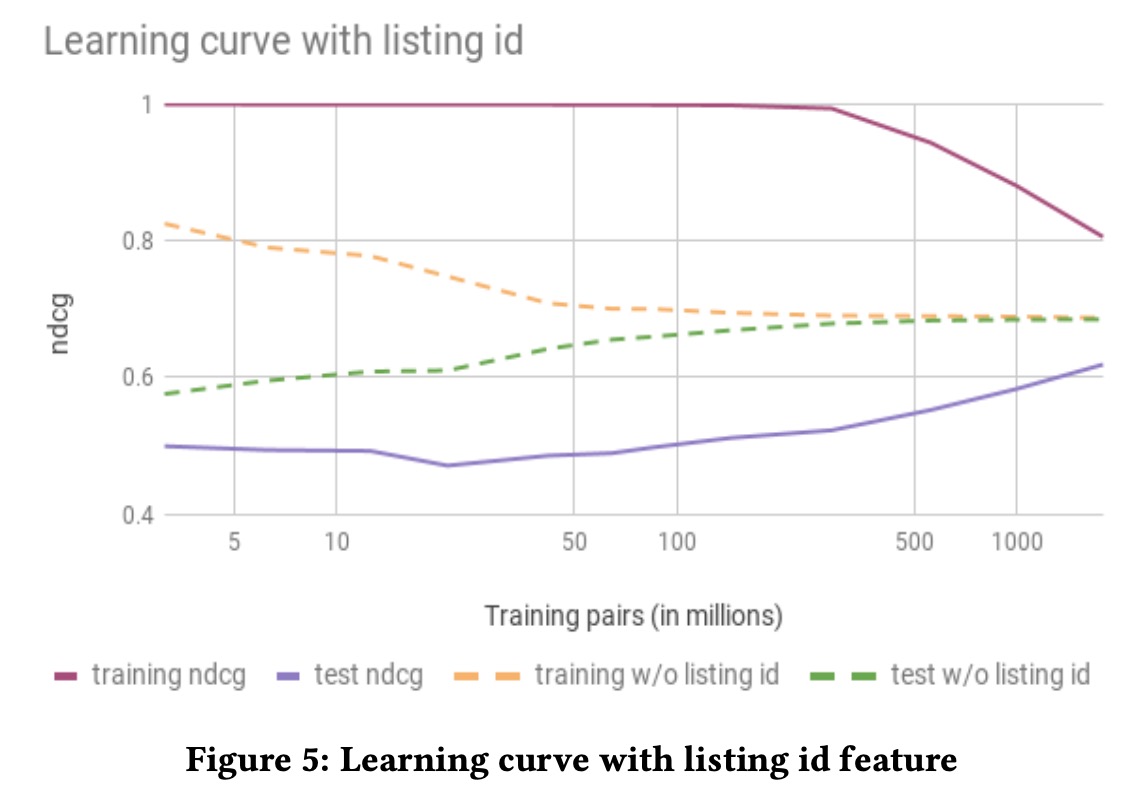 Learning curve with listing id
1
0.8
0.6
0.4
ndcg
5 10 50 100 500 1000
Training pairs (in millions)
training ndcg test ndcg training w/o listing id test w/o listing id
Figure 5: Learning curve with listing id feature